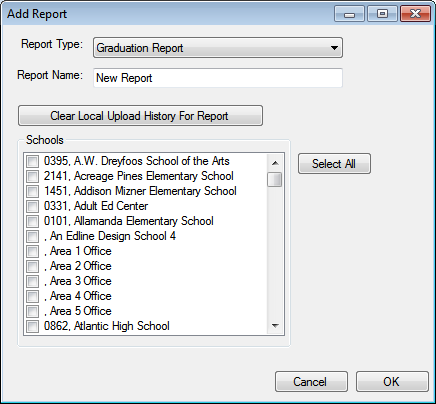 Add Report
Report Type: Graduation Report
Report Name: New Report
Clear Local Upload History For Report
Schools
0395, A.W. Dreyfoos School of the Arts
2141, Acreage Pines Elementary School
1451, Addison Mizner Elementary School
0331, Adult Ed Center
0101, Allamanda Elementary School
, An Edline Design School 4
, Area 1 Office
, Area 2 Office
, Area 3 Office
, Area 4 Office
, Area 5 Office
0862, Atlantic High School
Select All
Cancel OK